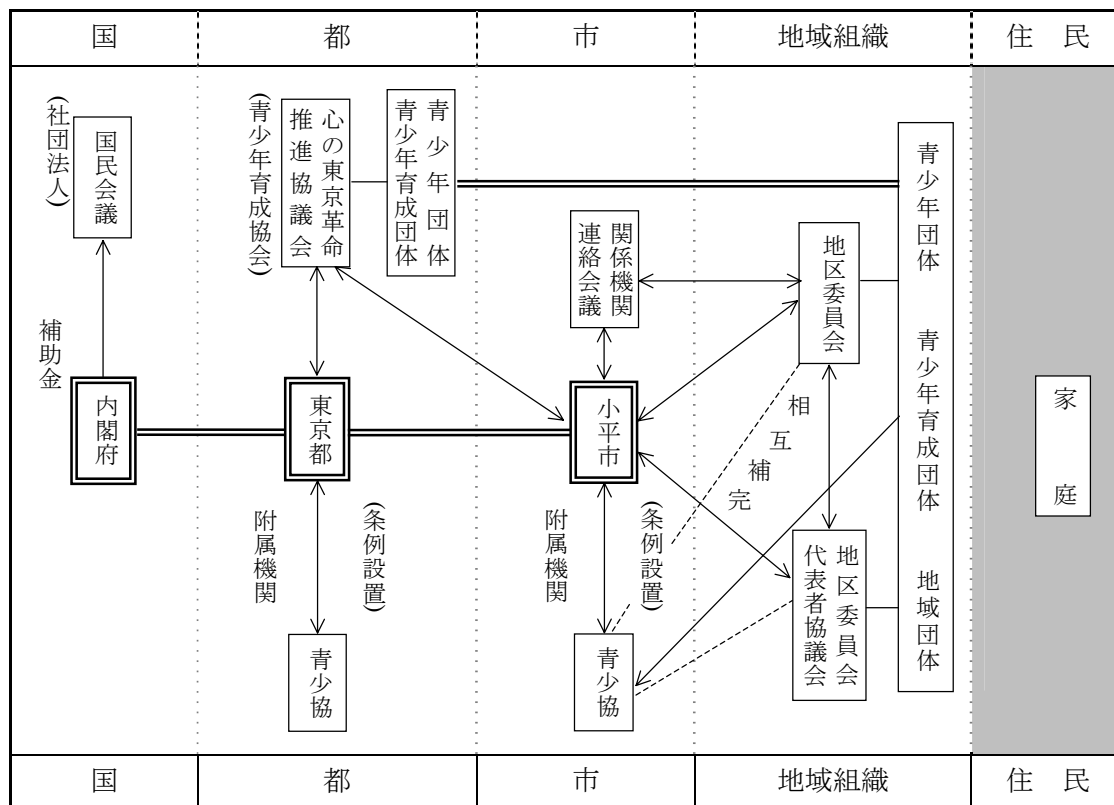 国
都
市
地域組織
住 民
国民会議
(社団法人)
補助金
内閣府
心の東京革命
推進協議会
(青少年育成協会)
青少年団体
青少年育成団体
東京都
附属機関
(条例設置)
青少協
関係機関
連絡会議
小平市
附属機関
(条例設置)
青少協
地区委員会
相互補完
地区委員会
代表者協議会
青少年団体
青少年育成団体
地域団体
家庭
国
都
市
地域組織
住 民